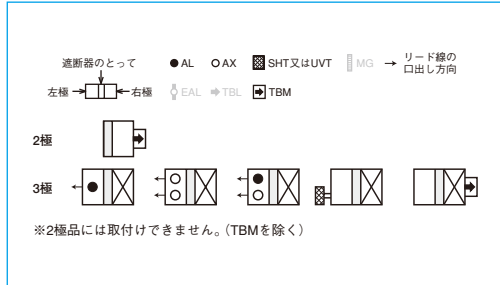 遮断器のとって
左極 右極
●AL ○AX SHT又はUVT MG → リード線の口出し方向
EAL TBL TBM
2極
3極
※2極品には取付けできません。(TBMを除く)